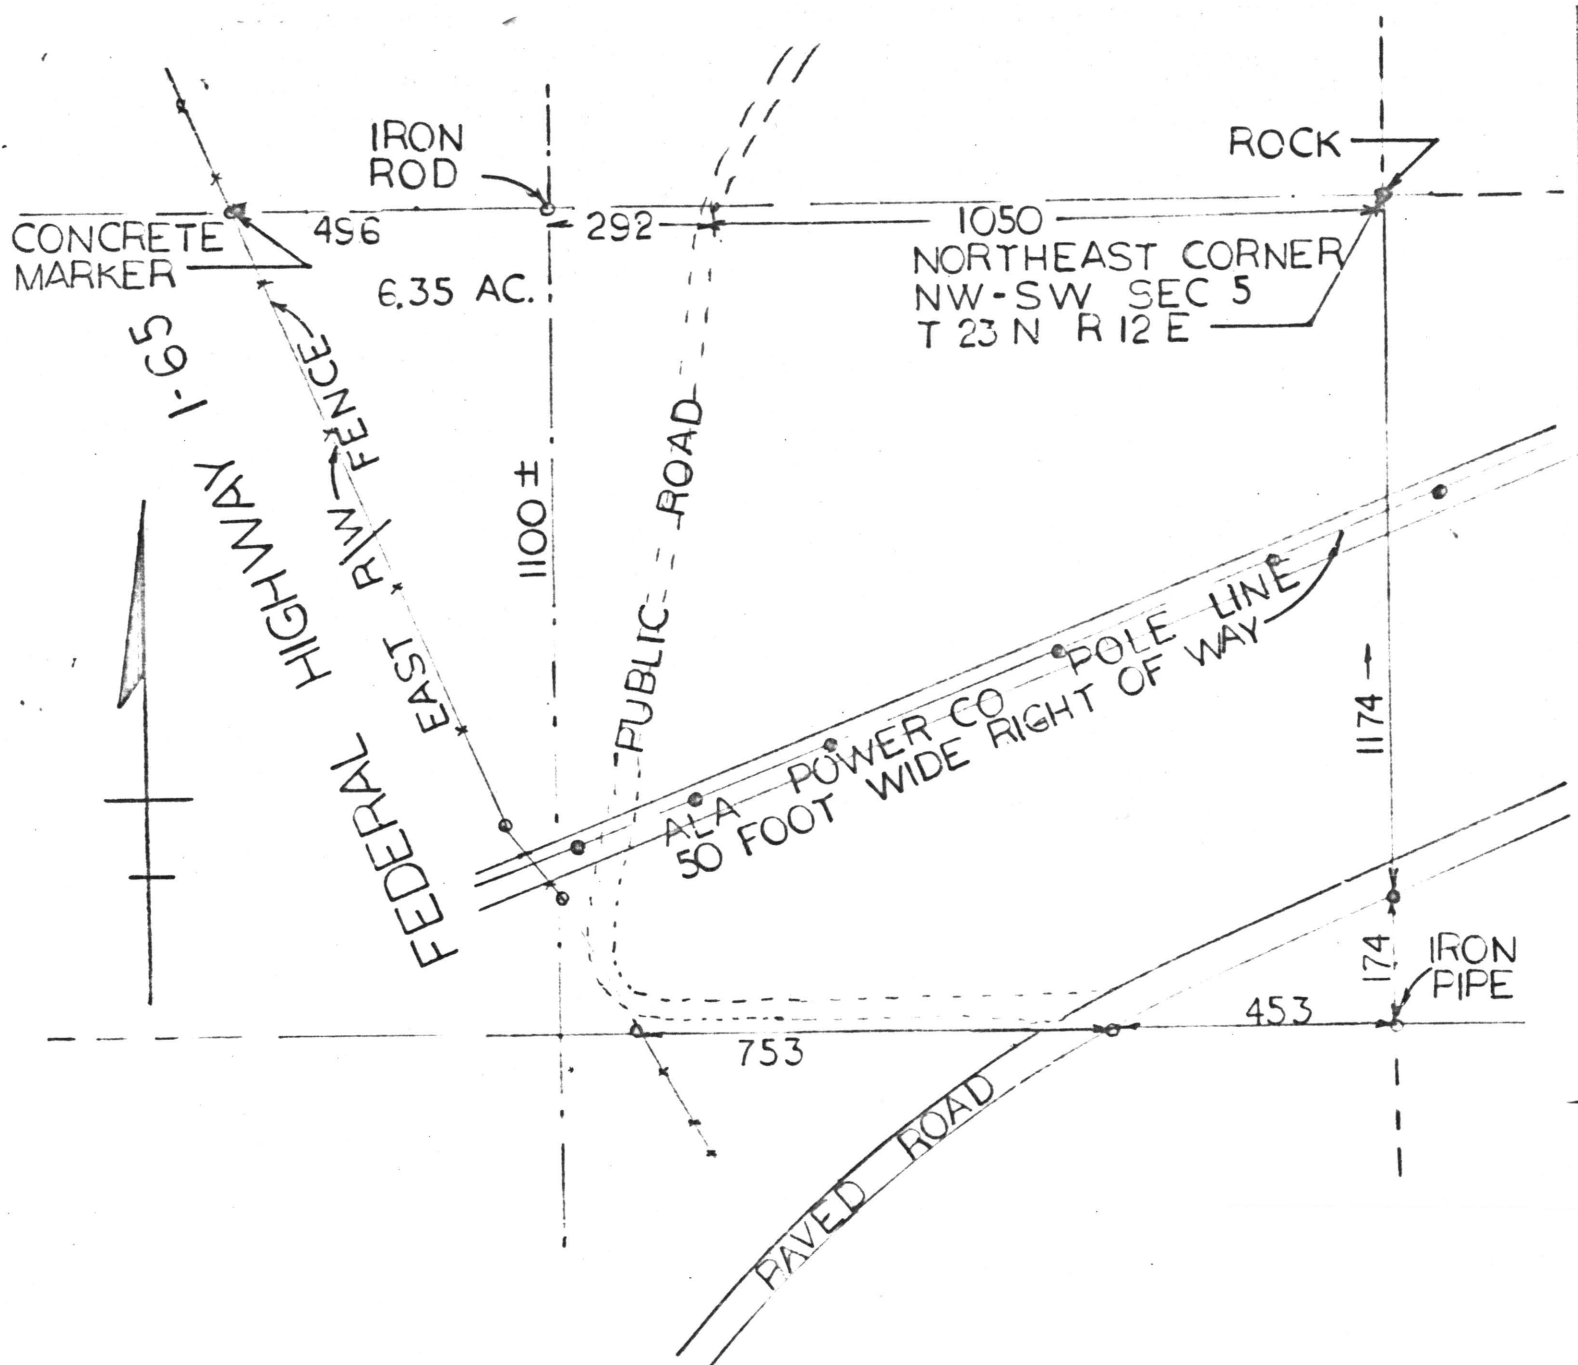 IRON
ROD
ROCK
CONCRETE
MARKER
496
292
1050
NORTHEAST CORNER
NW-SW SEC 5
T 23 N R 12 E
6.35 AC.
FEDERAL HIGHWAY I-65
EAST R/W FENCE
1100 ±
PUBLIC ROAD
ALA POWER CO POLE LINE
50 FOOT WIDE RIGHT OF WAY
1174
174
IRON
PIPE
453
753
PAVED ROAD